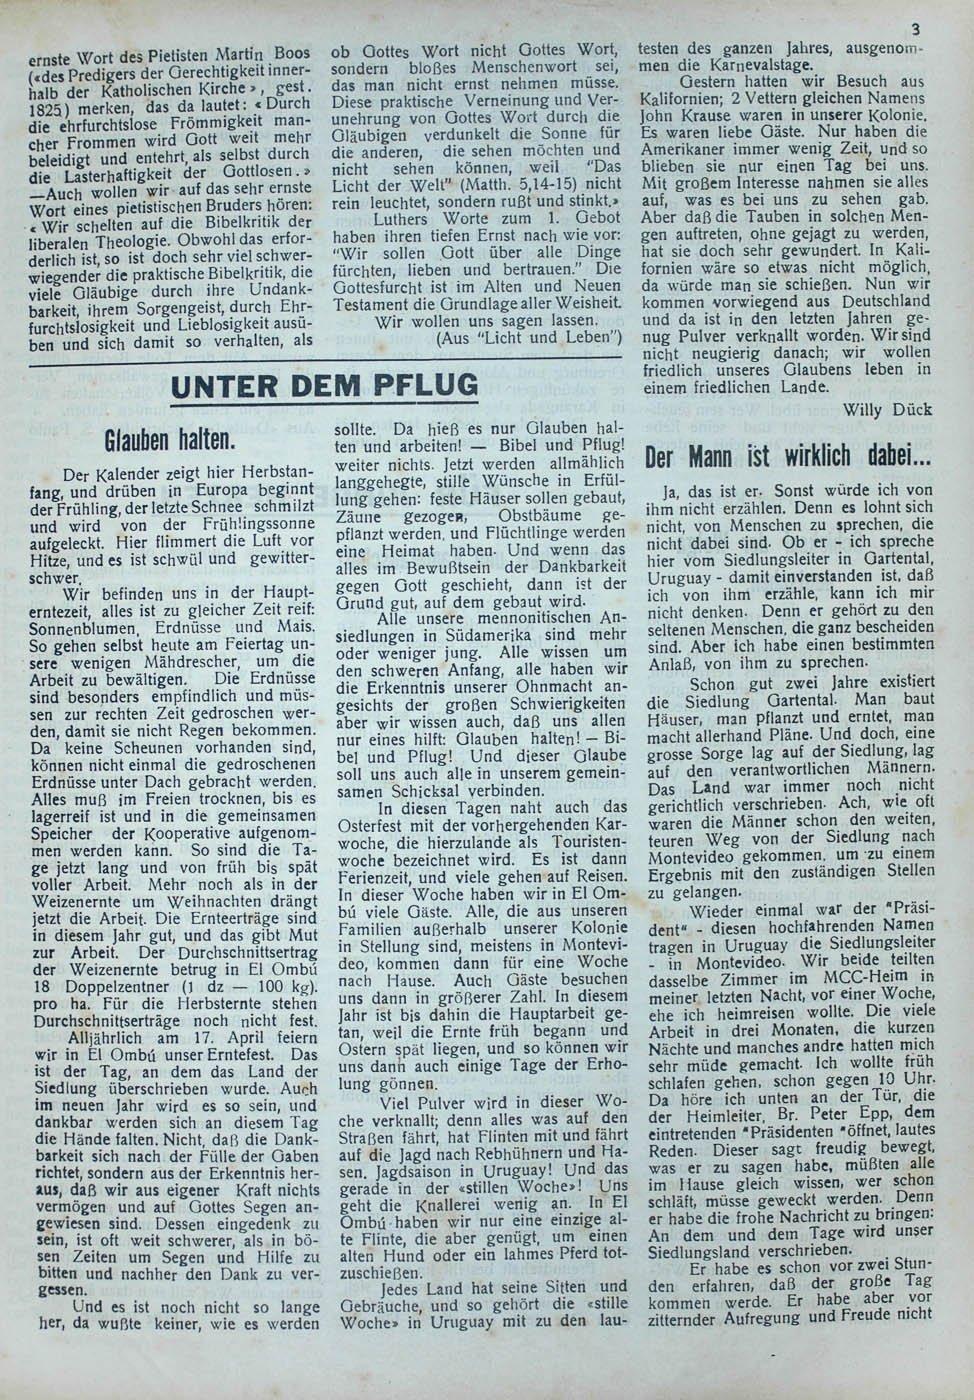 3
ernste Wort des Pietisten Martin Boos
(«des Predigers der Gerechtigkeit inner-
halb der Katholischen Kirche», gest.
1825) merken, das da lautet: «Durch
die ehrfurchtslose Frömmigkeit man-
cher Frommen wird Gott weit mehr
beleidigt und entehrt, als selbst durch
die Lasterhaftigkeit der Gottlosen.»
—Auch wollen wir auf das sehr ernste
Wort eines pietistischen Bruders hören:
«Wir schelten auf die Bibelkritik der
liberalen Theologie. Obwohl das erfor-
derlich ist, so ist doch sehr viel schwer-
wiegender die praktische Bibelkritik, die
viele Gläubige durch ihre Undank-
barkeit, ihrem Sorgengeist, durch Ehr-
furchtslosigkeit und Lieblosigkeit ausü-
ben und sich damit so verhalten, als
ob Gottes Wort nicht Gottes Wort,
sondern bloßes Menschenwort sei,
das man nicht ernst nehmen müsse.
Diese praktische Verneinung und Ver-
unehrung von Gottes Wort durch die
Gläubigen verdunkelt die Sonne für
die anderen, die sehen möchten und
nicht sehen können, weil "Das
Licht der Welt" (Matth. 5,14-15) nicht
rein leuchtet, sondern rußt und stinkt.»
Luthers Worte zum 1. Gebot
haben ihren tiefen Ernst nach wie vor:
"Wir sollen Gott über alle Dinge
fürchten, lieben und bertrauen." Die
Gottesfurcht ist im Alten und Neuen
Testament die Grundlage aller Weisheit.
Wir wollen uns sagen lassen.
(Aus "Licht und Leben")
UNTER DEM PFLUG
Glauben halten.
Der Kalender zeigt hier Herbstan-
fang, und drüben in Europa beginnt
der Frühling, der letzte Schnee schmilzt
und wird von der Frühlingssonne
aufgeleckt. Hier flimmert die Luft vor
Hitze, und es ist schwül und gewitter-
schwer.
Wir befinden uns in der Haupt-
erntezeit, alles ist zu gleicher Zeit reif:
Sonnenblumen, Erdnüsse und Mais.
So gehen selbst heute am Feiertag un-
sere wenigen Mähdrescher, um die
Arbeit zu bewältigen. Die Erdnüsse
sind besonders empfindlich und müs-
sen zur rechten Zeit gedroschen wer-
den, damit sie nicht Regen bekommen.
Da keine Scheunen vorhanden sind,
können nicht einmal die gedroschenen
Erdnüsse unter Dach gebracht werden.
Alles muß im Freien trocknen, bis es
lagerreif ist und in die gemeinsamen
Speicher der Kooperative aufgenom-
men werden kann. So sind die Ta-
ge jetzt lang und von früh bis spät
voller Arbeit. Mehr noch als in der
Weizenernte um Weihnachten drängt
jetzt die Arbeit. Die Ernteerträge sind
in diesem Jahr gut, und das gibt Mut
zur Arbeit. Der Durchschnittsertrag
der Weizenernte betrug in El Ombú
18 Doppelzentner (1 dz — 100 kg).
pro ha. Für die Herbsternte stehen
Durchschnittserträge noch nicht fest.
Alljährlich am 17. April feiern
wir in El Ombú unser Erntefest. Das
ist der Tag, an dem das Land der
Siedlung überschrieben wurde. Auch
im neuen Jahr wird es so sein, und
dankbar werden sich an diesem Tag
die Hände falten. Nicht, daß die Dank-
barkeit sich nach der Fülle der Gaben
richtet, sondern aus der Erkenntnis her-
aus, daß wir aus eigener Kraft nichts
vermögen und auf Gottes Segen an-
gewiesen sind. Dessen eingedenk zu
sein, ist oft weit schwerer, als in bö-
sen Zeiten um Segen und Hilfe zu
bitten und nachher den Dank zu ver-
gessen.
Und es ist noch nicht so lange
her, da wußte keiner, wie es werden
sollte. Da hieß es nur Glauben hal-
ten und arbeiten! — Bibel und Pflug!
weiter nichts. Jetzt werden allmählich
langgehegte, stille Wünsche in Erfül-
lung gehen: feste Häuser sollen gebaut,
Zäune gezogen, Obstbäume ge-
pflanzt werden, und Flüchtlinge werden
eine Heimat haben. Und wenn das
alles im Bewußtsein der Dankbarkeit
gegen Gott geschieht, dann ist der
Grund gut, auf dem gebaut wird.
Alle unsere mennonitischen An-
siedlungen in Südamerika sind mehr
oder weniger jung. Alle wissen um
den schweren Anfang, alle haben wir
die Erkenntnis unserer Ohnmacht an-
gesichts der großen Schwierigkeiten
aber wir wissen auch, daß uns allen
nur eines hilft: Glauben halten! — Bi-
bel und Pflug! Und dieser Glaube
soll uns auch alle in unserem gemein-
samen Schicksal verbinden.
In diesen Tagen naht auch das
Osterfest mit der vorhergehenden Kar-
woche, die hierzulande als Touristen-
woche bezeichnet wird. Es ist dann
Ferienzeit, und viele gehen auf Reisen.
In dieser Woche haben wir in El Om-
bú viele Gäste. Alle, die aus unseren
Familien außerhalb unserer Kolonie
in Stellung sind, meistens in Montevi-
deo, kommen dann für eine Woche
nach Hause. Auch Gäste besuchen
uns dann in größerer Zahl. In diesem
Jahr ist bis dahin die Hauptarbeit ge-
tan, weil die Ernte früh begann und
Ostern spät liegen, und so können wir
uns dann auch einige Tage der Erho-
lung gönnen.
Viel Pulver wird in dieser Wo-
che verknallt; denn alles was auf den
Straßen fährt, hat Flinten mit und fährt
auf die Jagd nach Rebhühnern und Ha-
sen. Jagdsaison in Uruguay! Und das
gerade in der «stillen Woche»! Uns
geht die Knallerei wenig an. In El
Ombú haben wir nur eine einzige al-
te Flinte, die aber genügt, um einen
alten Hund oder ein lahmes Pferd tot-
zuschießen.
Jedes Land hat seine Sitten und
Gebräuche, und so gehört die «stille
Woche» in Uruguay mit zu den lau-
testen des ganzen Jahres, ausgenom-
men die Karnevalstage.
Gestern hatten wir Besuch aus
Kalifornien; 2 Vettern gleichen Namens
John Krause waren in unserer Kolonie.
Es waren liebe Gäste. Nur haben die
Amerikaner immer wenig Zeit, und so
blieben sie nur einen Tag bei uns.
Mit großem Interesse nahmen sie alles
auf, was es bei uns zu sehen gab.
Aber daß die Tauben in solchen Men-
gen auftreten, ohne gejagt zu werden,
hat sie doch sehr gewundert. In Kali-
fornien wäre so etwas nicht möglich,
da würde man sie schießen. Nun wir
kommen vorwiegend aus Deutschland
und da ist in den letzten Jahren ge-
nug Pulver verknallt worden. Wir sind
nicht neugierig danach; wir wollen
friedlich unseres Glaubens leben in
einem friedlichen Lande.
Willy Dück
Der Mann ist wirklich dabei...
Ja, das ist er. Sonst würde ich von
ihm nicht erzählen. Denn es lohnt sich
nicht, von Menschen zu sprechen, die
nicht dabei sind. Ob er - ich spreche
hier vom Siedlungsleiter in Gartental,
Uruguay - damit einverstanden ist, daß
ich von ihm erzähle, kann ich mir
nicht denken. Denn er gehört zu den
seltenen Menschen, die ganz bescheiden
sind. Aber ich habe einen bestimmten
Anlaß, von ihm zu sprechen.
Schon gut zwei Jahre existiert
die Siedlung Gartental. Man baut
Häuser, man pflanzt und erntet, man
macht allerhand Pläne. Und doch, eine
grosse Sorge lag auf der Siedlung, lag
auf den verantwortlichen Männern.
Das Land war immer noch nicht
gerichtlich verschrieben. Ach, wie oft
waren die Männer schon den weiten,
teuren Weg von der Siedlung nach
Montevideo gekommen, um zu einem
Ergebnis mit den zuständigen Stellen
zu gelangen.
Wieder einmal war der "Präsi-
dent" - diesen hochfahrenden Namen
tragen in Uruguay die Siedlungsleiter
- in Montevideo. Wir beide teilten
dasselbe Zimmer im MCC-Heim in
meiner letzten Nacht, vor einer Woche,
ehe ich heimreisen wollte. Die viele
Arbeit in drei Monaten, die kurzen
Nächte und manches andre hatten mich
sehr müde gemacht. Ich wollte früh
schlafen gehen, schon gegen 10 Uhr.
Da höre ich unten an der Tür, die
der Heimleiter, Br. Peter Epp, dem
eintretenden "Präsidenten "öffnet, lautes
Reden. Dieser sagt freudig bewegt,
was er zu sagen habe, müßten alle
im Hause gleich wissen, wer schon
schläft, müsse geweckt werden. Denn
er habe die frohe Nachricht zu bringen:
An dem und dem Tage wird unser
Siedlungsland verschrieben.
Er habe es schon vor zwei Stun-
den erfahren, daß der große Tag
kommen werde. Er habe aber vor
zitternder Aufregung und Freude nicht